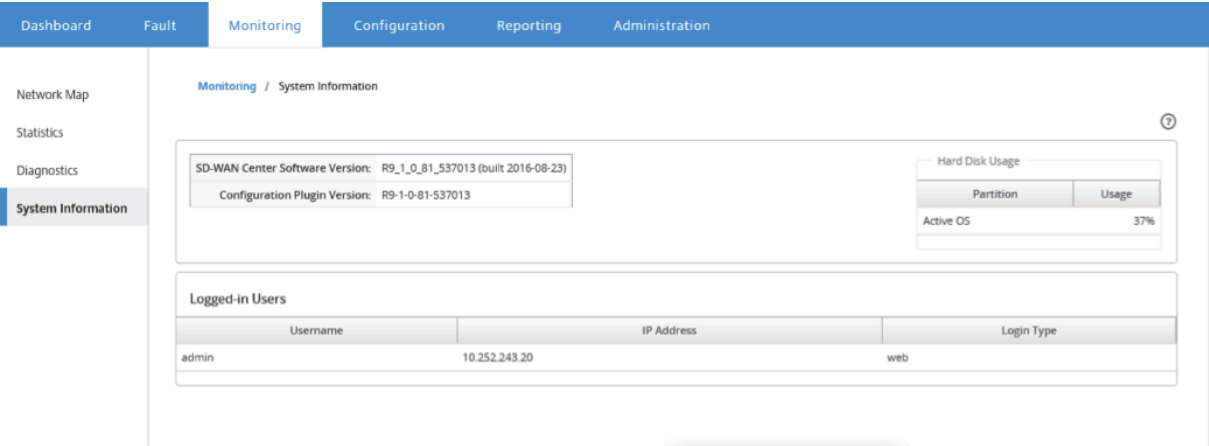 Dashboard Fault Monitoring Configuration Reporting Administration
Monitoring / System Information
Network Map
Statistics
Diagnostics
System Information
?
SD-WAN Center Software Version: R9_1_0_81_537013 (built 2016-08-23)
Configuration Plugin Version: R9-1-0-81-537013
Hard Disk Usage
Partition Usage
Active OS 37%
Logged-in Users
Username IP Address Login Type
admin 10.252.243.20 web